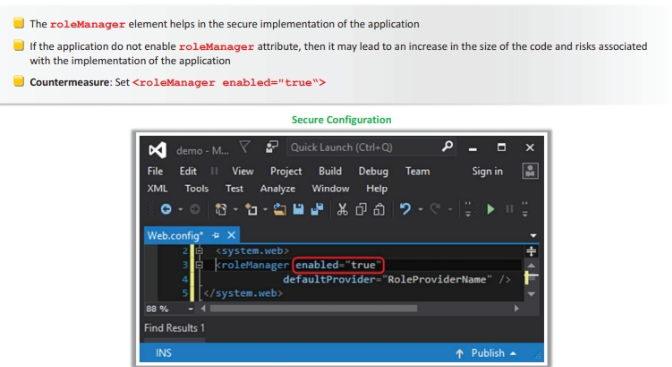 The roleManager element helps in the secure implementation of the application
If the application do not enable roleManager attribute, then it may lead to an increase in the size of the code and risks associated
with the implementation of the application
Countermeasure: Set <roleManager enabled="true">
Secure Configuration
demo - M... Quick Launch (Ctrl+Q)
File Edit View Project Build Debug Team Sign in
XML Tools Test Analyze Window Help
Web.config*
2 <system.web>
3 <roleManager enabled="true"
4 defaultProvider="RoleProviderName" />
5 </system.web>
88 %
Find Results 1
INS Publish